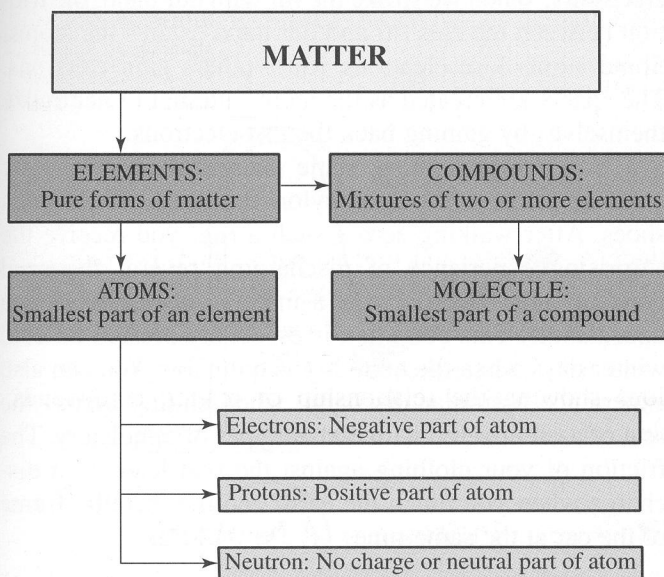 MATTER
ELEMENTS:
Pure forms of matter
COMPOUNDS:
Mixtures of two or more elements
ATOMS:
Smallest part of an element
MOLECULE:
Smallest part of a compound
Electrons: Negative part of atom
Protons: Positive part of atom
Neutron: No charge or neutral part of atom